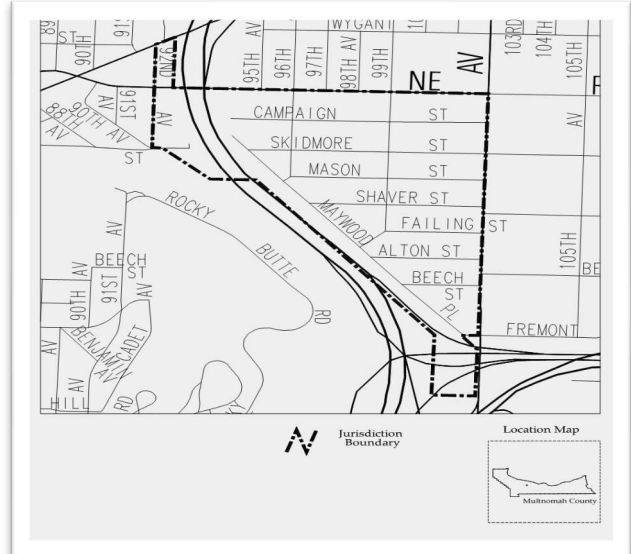 WYGANT
ST
89
90TH
91S
92ND
95TH
96TH
97TH
98TH AV
99TH
103RD
104TH
105TH
NE
AV
91ST
AV
90TH AV
88TH
AV
AV
ST
CAMPAIGN ST
SKIDMORE ST
MASON ST
SHAVER ST
FAILING ST
ALTON ST
BEECH
ST
MAYWOOD
PL
FREMONT
AV
105TH
BE
ROCKY
BUTTE
RD
AV
BEECH
ST
AV
90TH
91ST
AV
CADET
BENJAMIN
AV
AV
AV
HILL
RD
Jurisdiction
Boundary
Location Map
Multnomah County